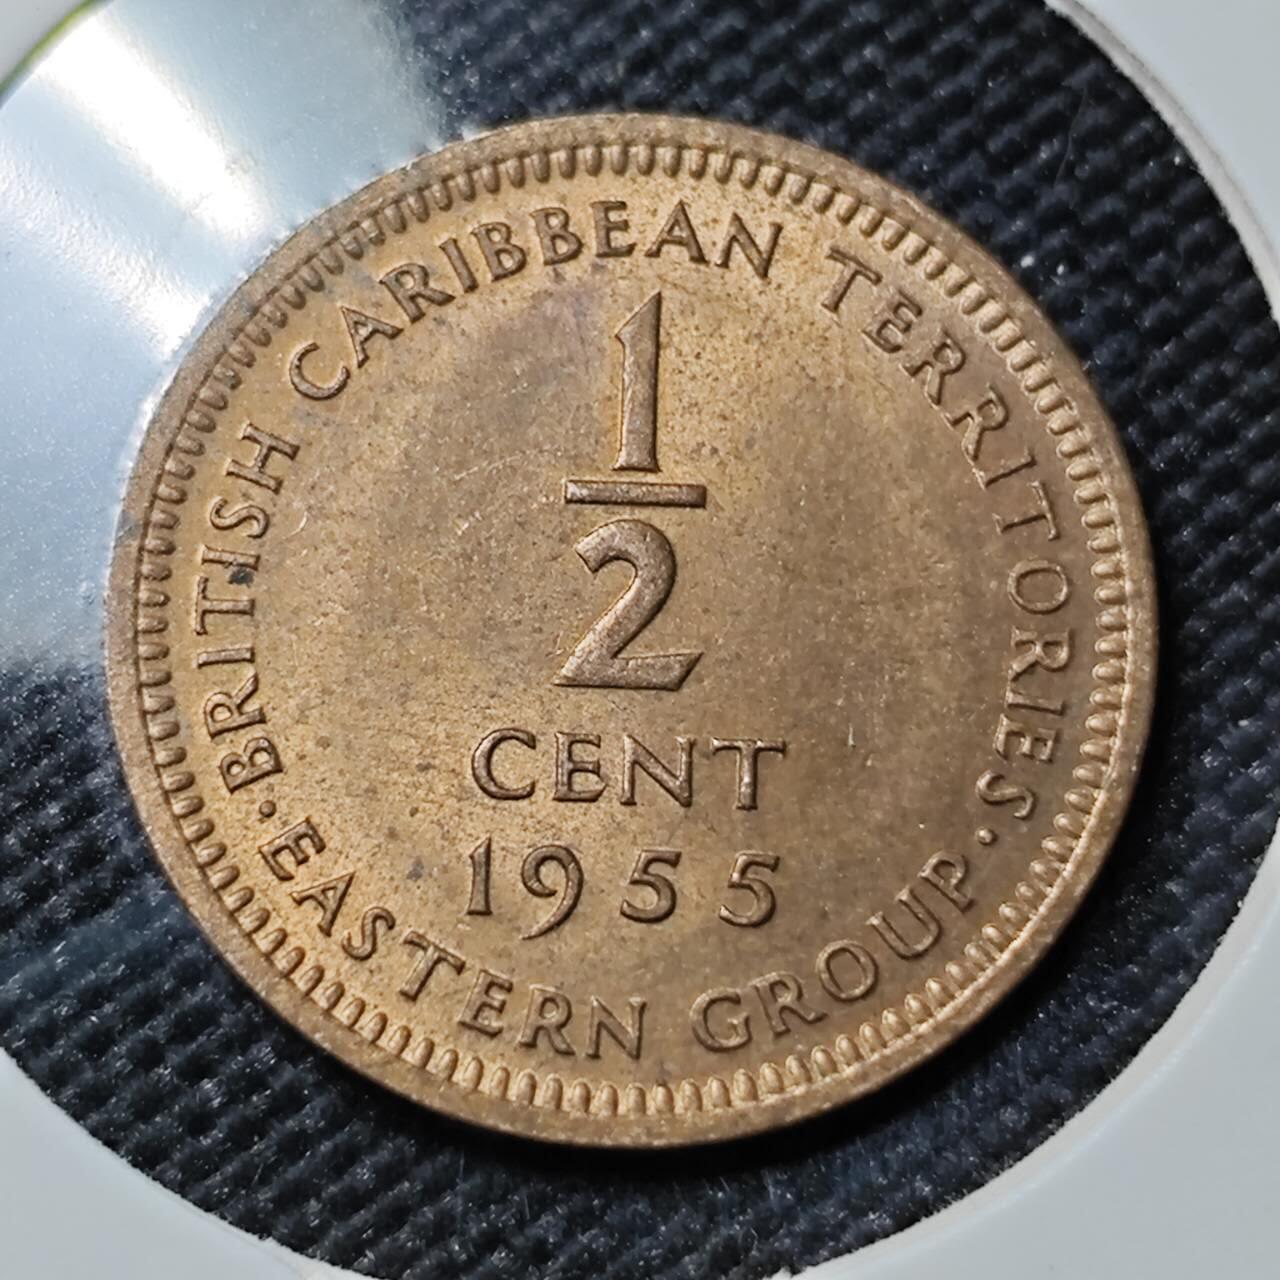 BRITISH CARIBBEAN TERRITORIES
1/2
CENT
1955
·EASTERN GROUP·